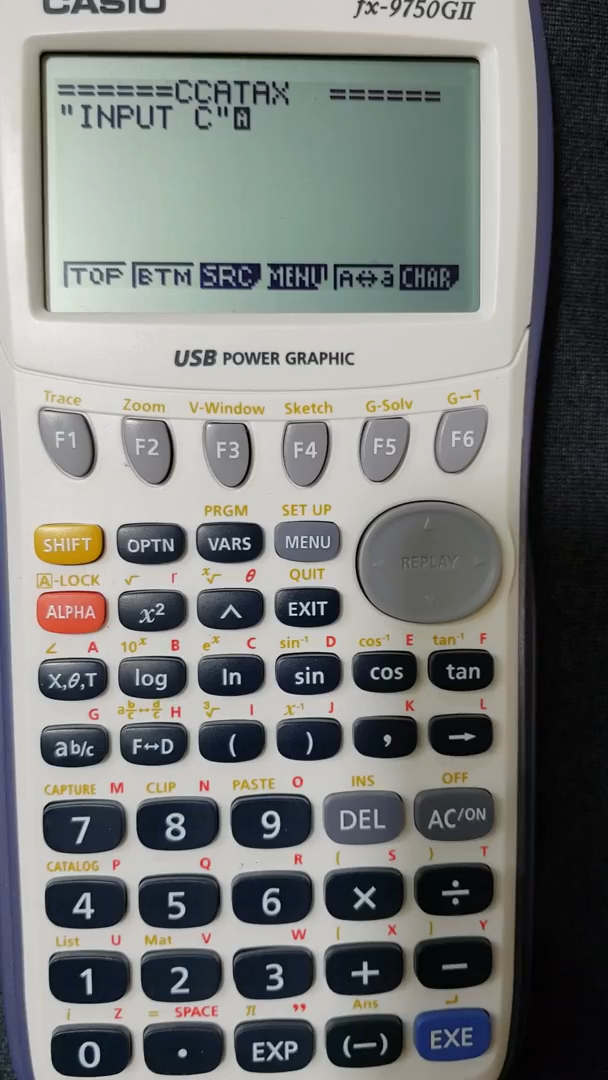 CASIO
fx-9750GII
======CCATAX ======
"INPUT C"A
TOP BTM SRC MENU A↔a CHAR
USB POWER GRAPHIC
Trace Zoom V-Window Sketch G-Solv G↔T
F1 F2 F3 F4 F5 F6
PRGM SET UP
SHIFT OPTN VARS MENU REPLAY
A-LOCK √ r ˣ√ θ QUIT
ALPHA x² ^ EXIT
∠ A 10ˣ B eˣ C sin⁻¹ D cos⁻¹ E tan⁻¹ F
X,θ,T log ln sin cos tan
G a b/c↔d/c H ³√ I x⁻¹ J K L
ab/c F↔D ( ) , →
CAPTURE M CLIP N PASTE O INS OFF
7 8 9 DEL AC/ON
CATALOG P Q R { S } T
4 5 6 × ÷
List U Mat V W [ X ] Y
1 2 3 + −
i Z = SPACE π " Ans ↵
0 . EXP (−) EXE